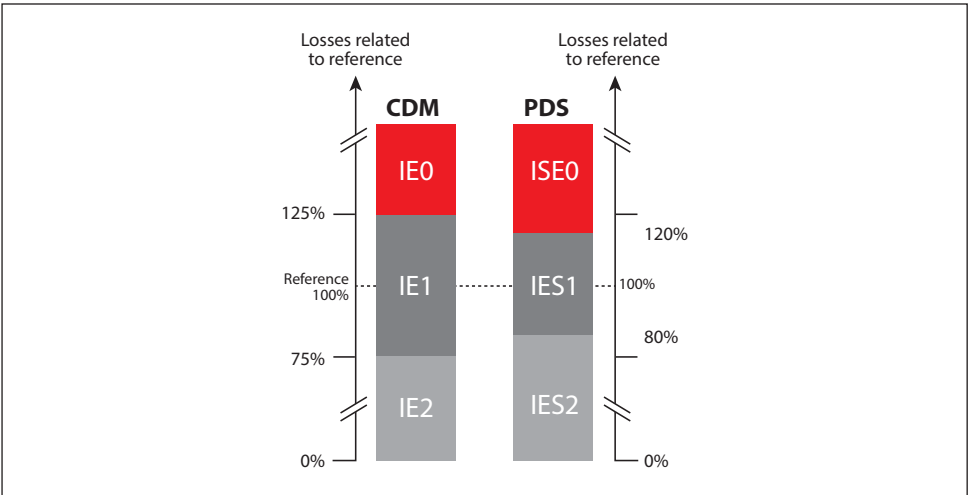 Losses related
to reference
Losses related
to reference
CDM
PDS
IE0
ISE0
125%
120%
Reference
100%
IE1
IES1
100%
75%
80%
IE2
IES2
0%
0%